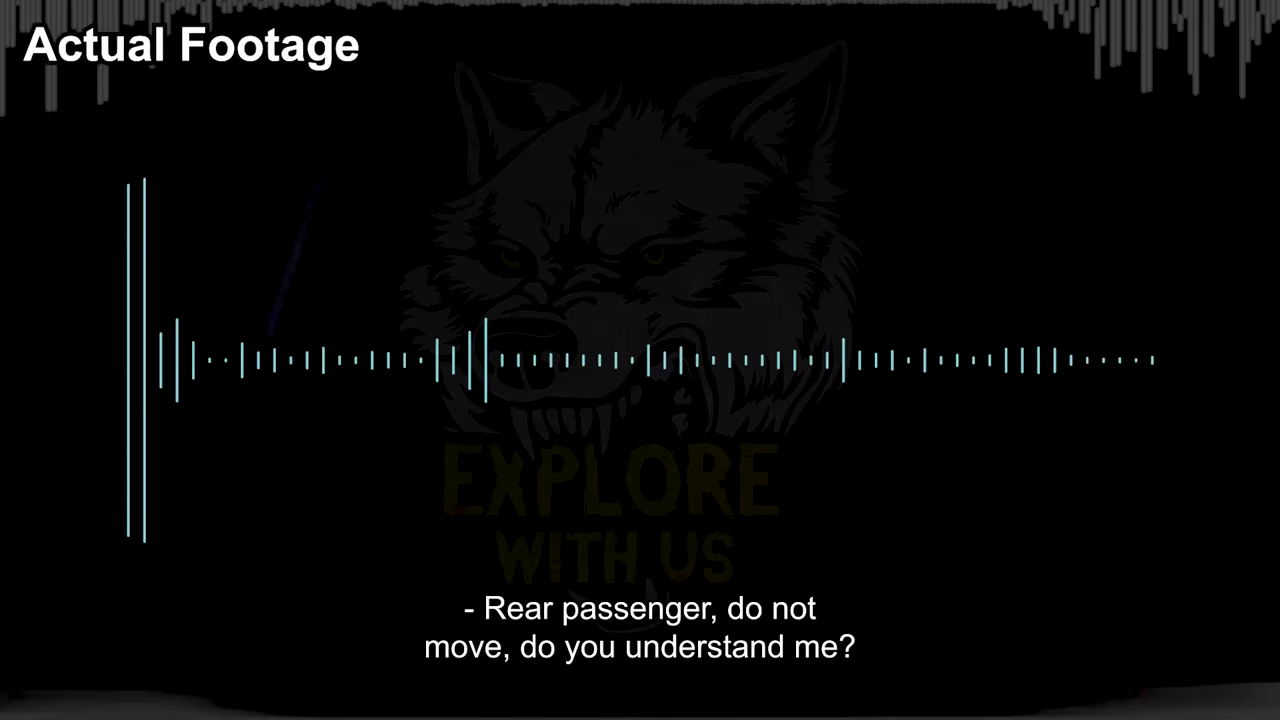 Actual Footage
EXPLORE
WITH US
- Rear passenger, do not
move, do you understand me?